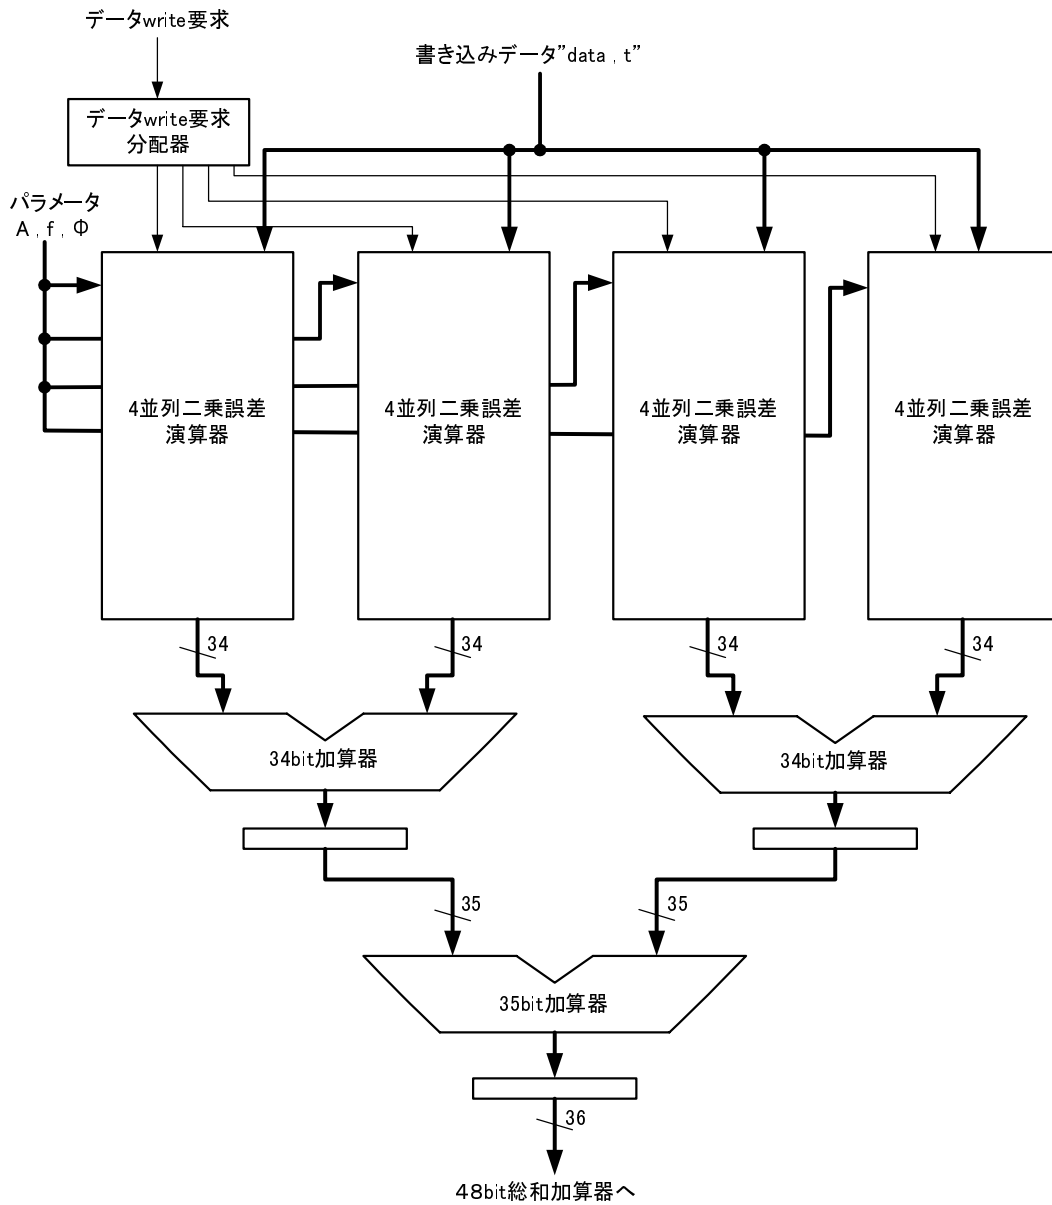 データwrite要求
書き込みデータ"data , t"
データwrite要求
分配器
パラメータ
A , f , Φ
4並列二乗誤差
演算器
4並列二乗誤差
演算器
4並列二乗誤差
演算器
4並列二乗誤差
演算器
34
34
34
34
34bit加算器
34bit加算器
35
35
35bit加算器
36
48bit総和加算器へ